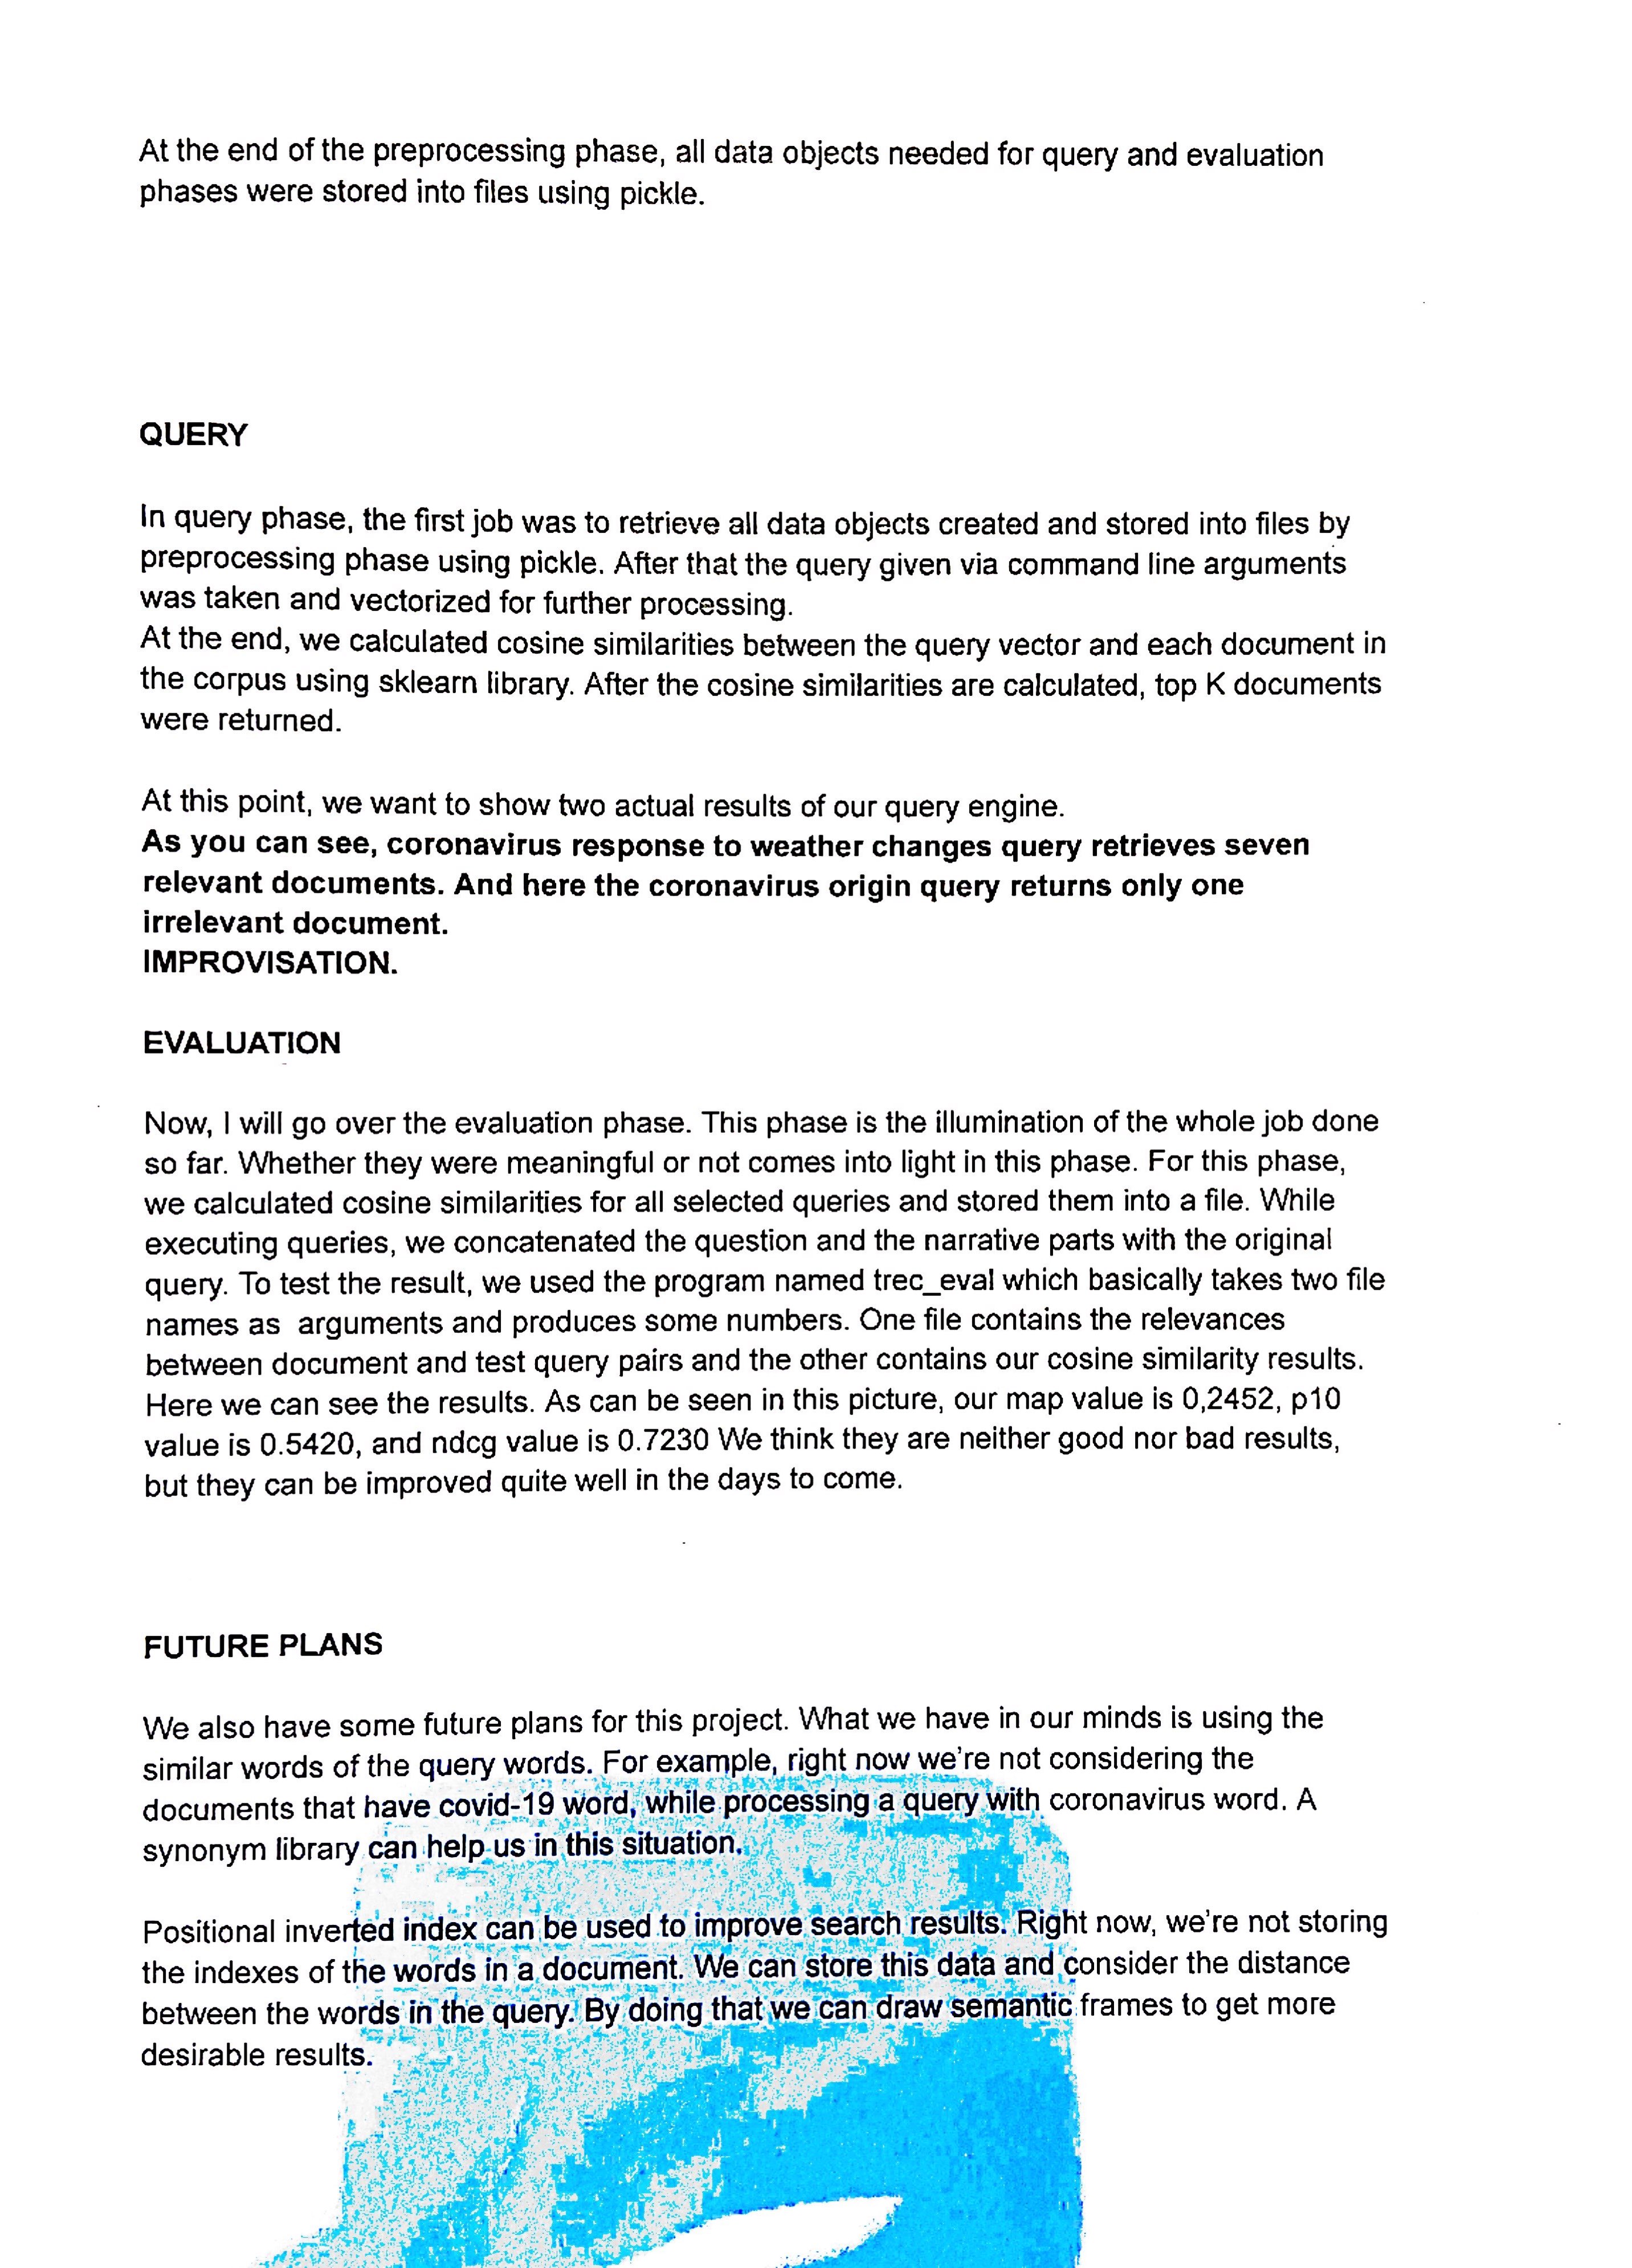 At the end of the preprocessing phase, all data objects needed for query and evaluation
phases were stored into files using pickle.
QUERY
In query phase, the first job was to retrieve all data objects created and stored into files by
preprocessing phase using pickle. After that the query given via command line arguments
was taken and vectorized for further processing.
At the end, we calculated cosine similarities between the query vector and each document in
the corpus using sklearn library. After the cosine similarities are calculated, top K documents
were returned.
At this point, we want to show two actual results of our query engine.
As you can see, coronavirus response to weather changes query retrieves seven
relevant documents. And here the coronavirus origin query returns only one
irrelevant document.
IMPROVISATION.
EVALUATION
Now, I will go over the evaluation phase. This phase is the illumination of the whole job done
so far. Whether they were meaningful or not comes into light in this phase. For this phase,
we calculated cosine similarities for all selected queries and stored them into a file. While
executing queries, we concatenated the question and the narrative parts with the original
query. To test the result, we used the program named trec_eval which basically takes two file
names as  arguments and produces some numbers. One file contains the relevances
between document and test query pairs and the other contains our cosine similarity results.
Here we can see the results. As can be seen in this picture, our map value is 0,2452, p10
value is 0.5420, and ndcg value is 0.7230 We think they are neither good nor bad results,
but they can be improved quite well in the days to come.
FUTURE PLANS
We also have some future plans for this project. What we have in our minds is using the
similar words of the query words. For example, right now we're not considering the
documents that have covid-19 word, while processing a query with coronavirus word. A
synonym library can help us in this situation.
Positional inverted index can be used to improve search results. Right now, we're not storing
the indexes of the words in a document. We can store this data and consider the distance
between the words in the query. By doing that we can draw semantic frames to get more
desirable results.